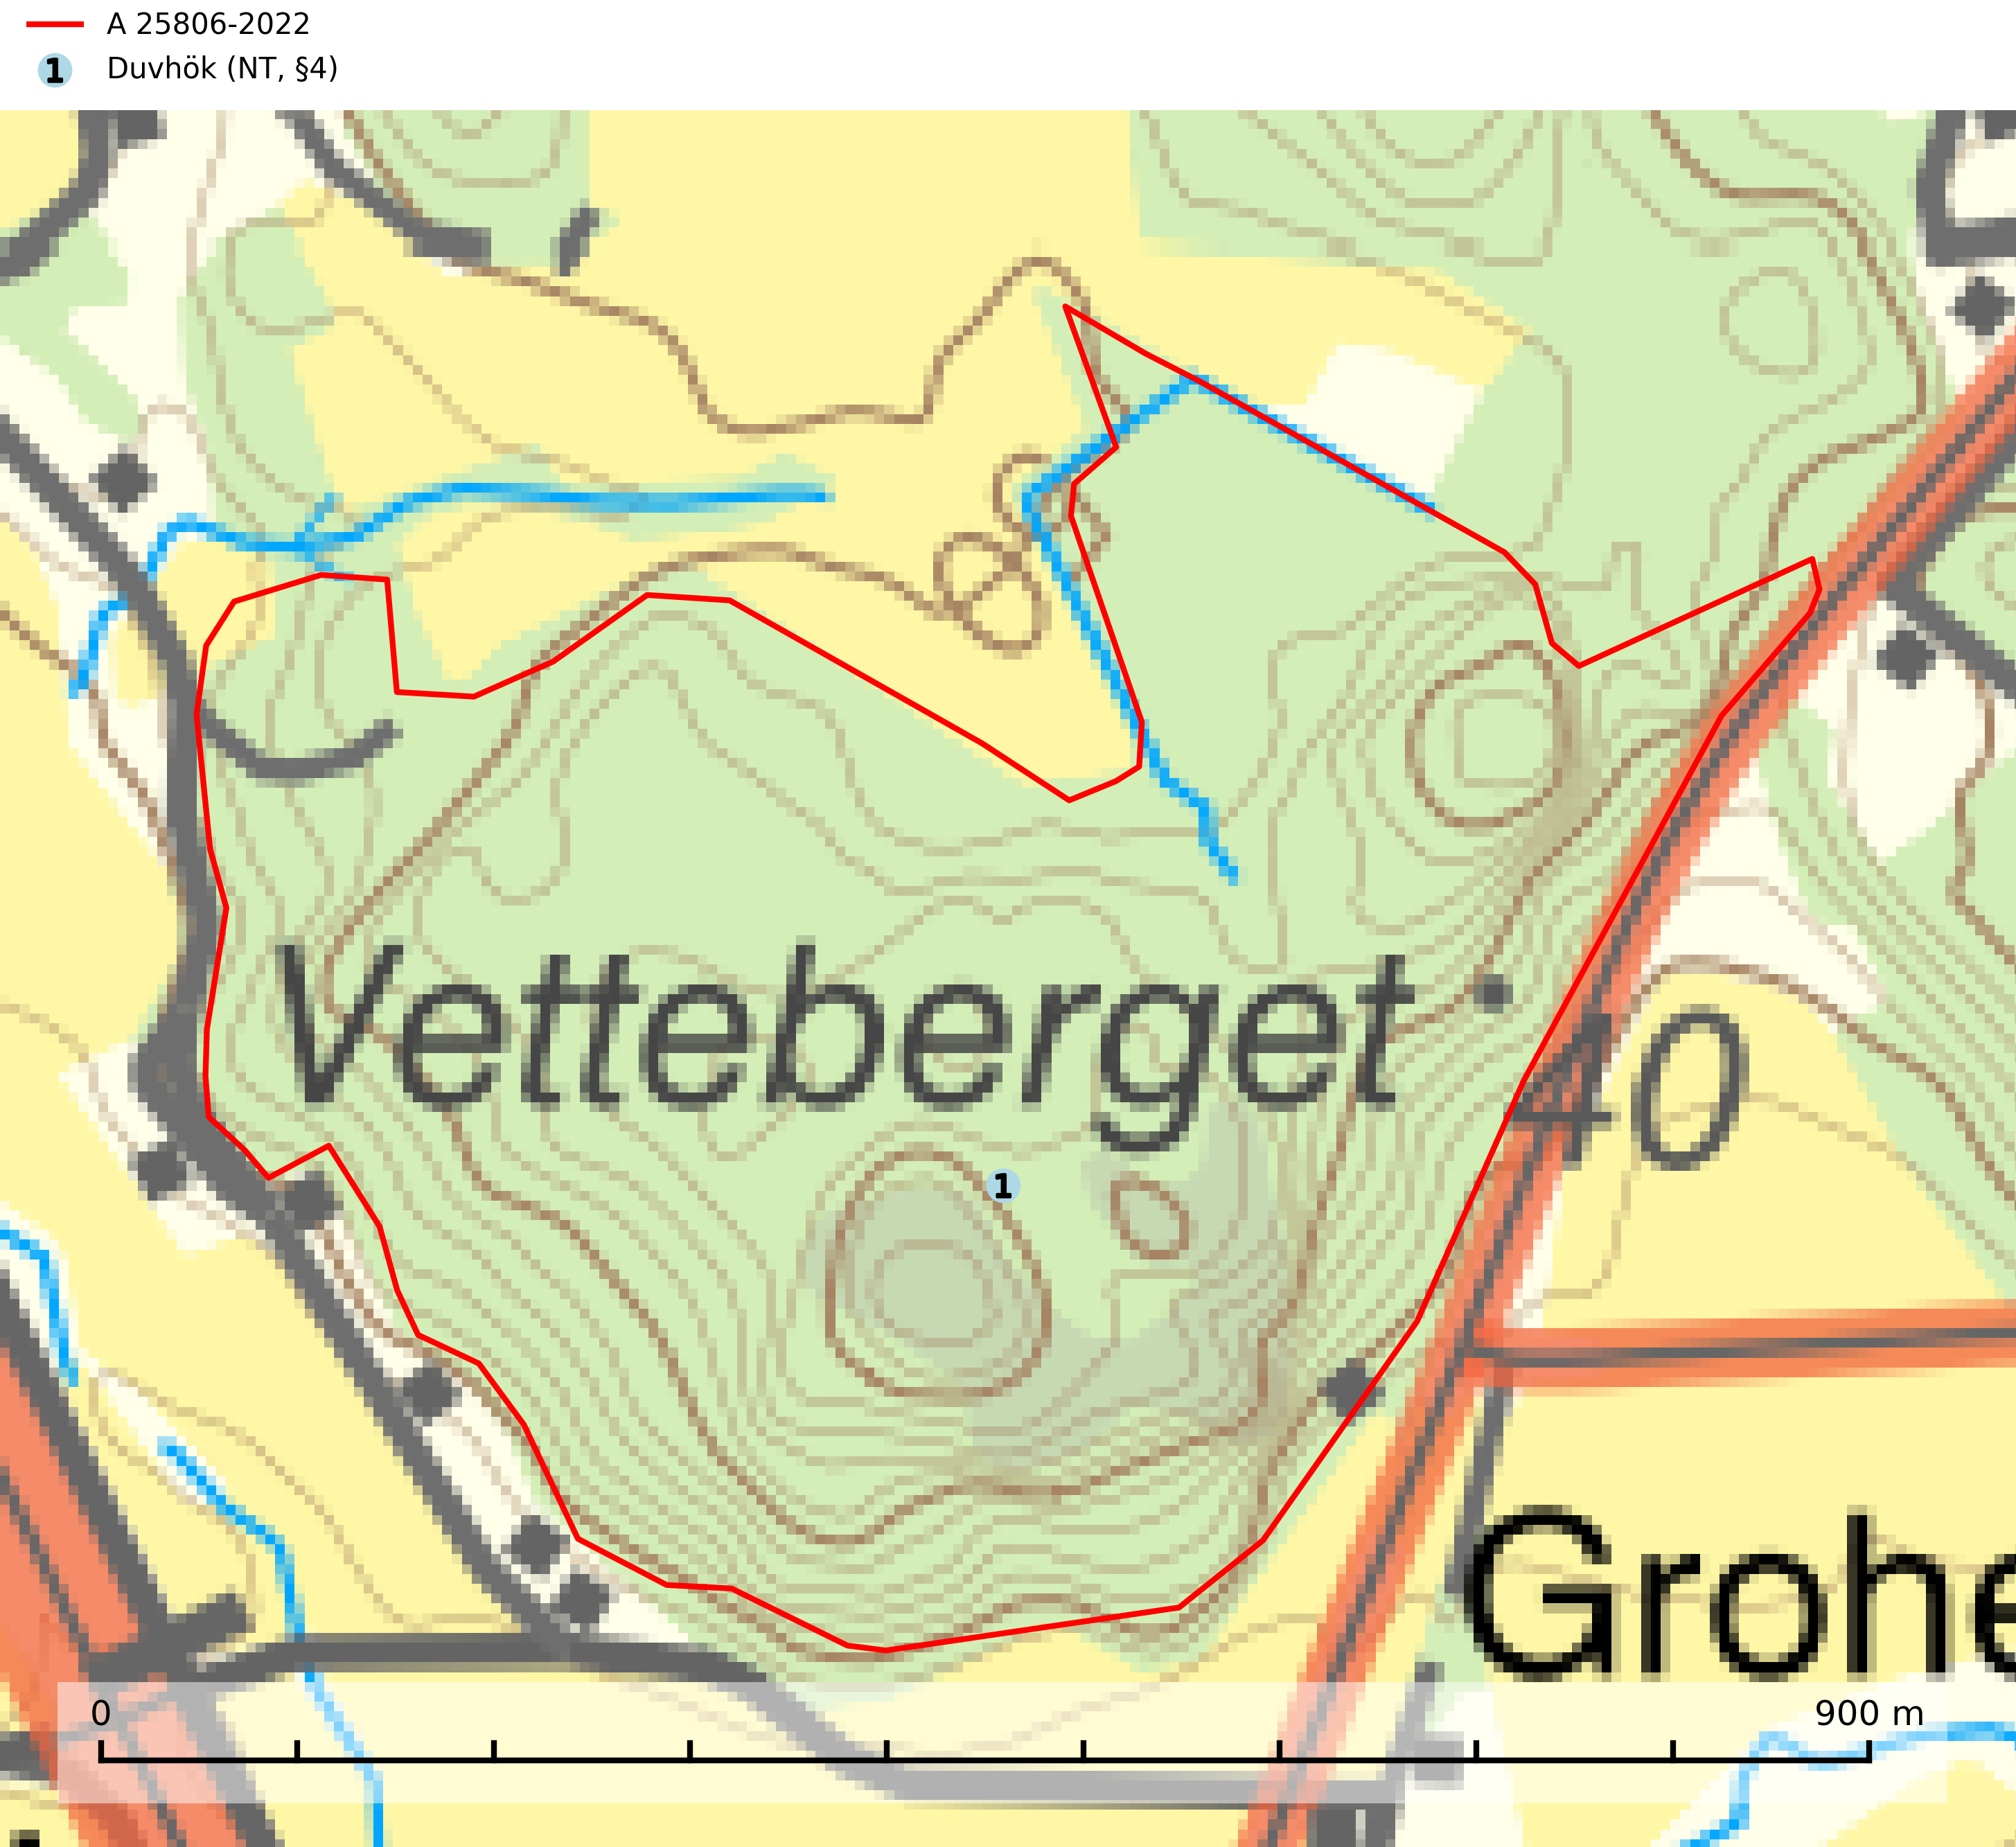 A 25806-2022
1 Duvhök (NT, §4)
Vetteberget
40
1
Grohe
0 900 m